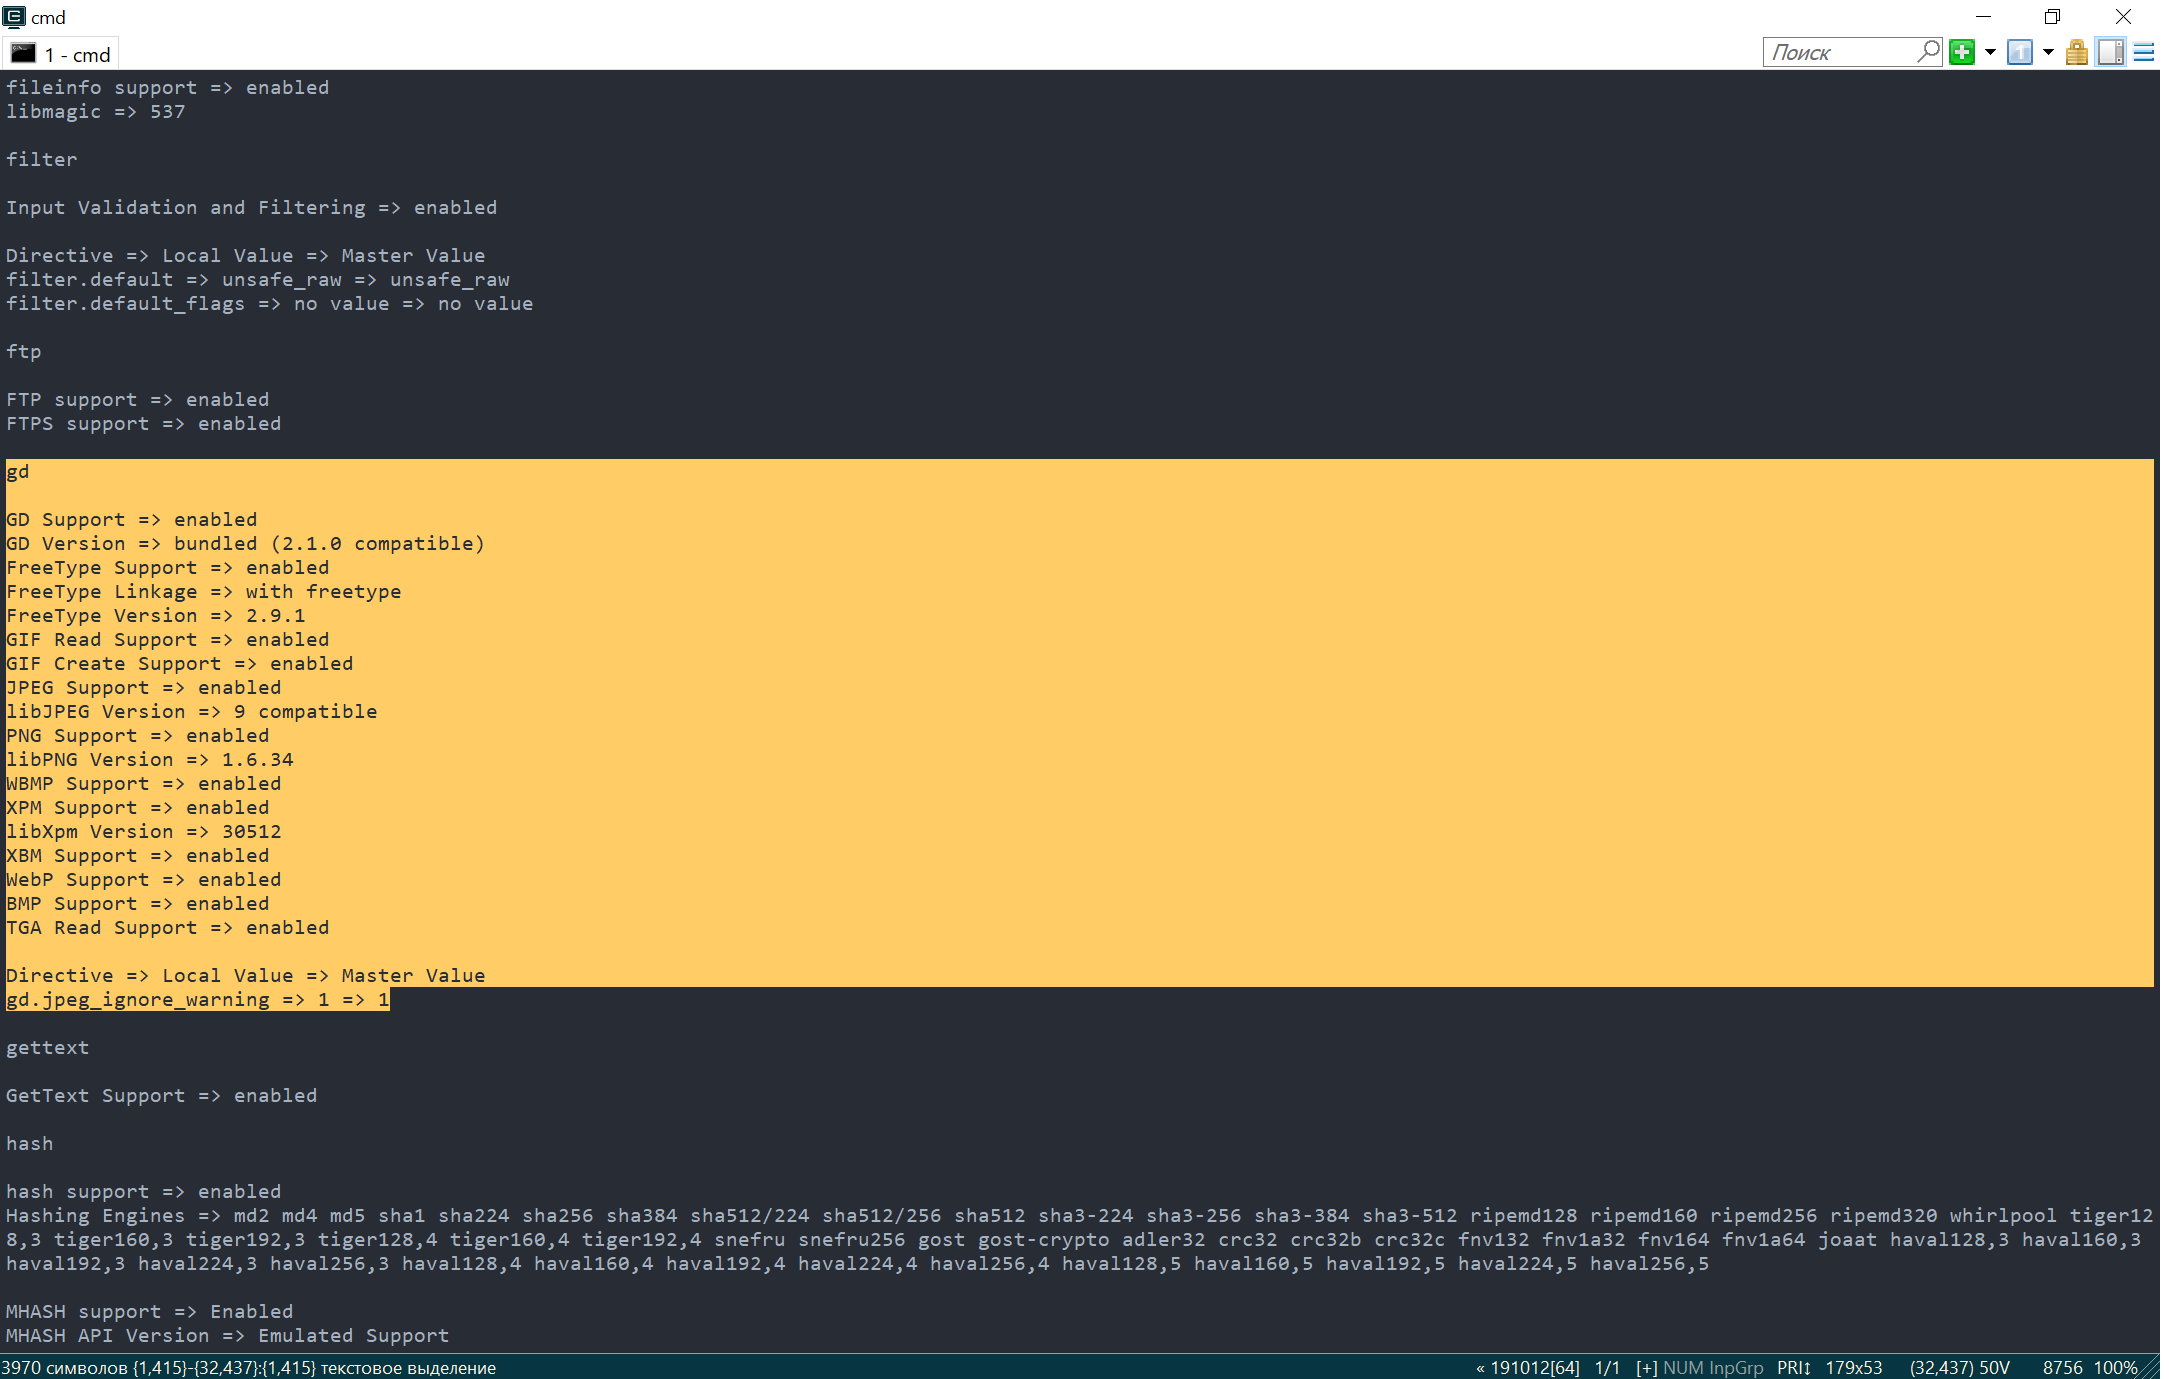 cmd
1 - cmd
Поиск
fileinfo support => enabled
libmagic => 537
filter
Input Validation and Filtering => enabled
Directive => Local Value => Master Value
filter.default => unsafe_raw => unsafe_raw
filter.default_flags => no value => no value
ftp
FTP support => enabled
FTPS support => enabled
gd
GD Support => enabled
GD Version => bundled (2.1.0 compatible)
FreeType Support => enabled
FreeType Linkage => with freetype
FreeType Version => 2.9.1
GIF Read Support => enabled
GIF Create Support => enabled
JPEG Support => enabled
libJPEG Version => 9 compatible
PNG Support => enabled
libPNG Version => 1.6.34
WBMP Support => enabled
XPM Support => enabled
libXpm Version => 30512
XBM Support => enabled
WebP Support => enabled
BMP Support => enabled
TGA Read Support => enabled
Directive => Local Value => Master Value
gd.jpeg_ignore_warning => 1 => 1
gettext
GetText Support => enabled
hash
hash support => enabled
Hashing Engines => md2 md4 md5 sha1 sha224 sha256 sha384 sha512/224 sha512/256 sha512 sha3-224 sha3-256 sha3-384 sha3-512 ripemd128 ripemd160 ripemd256 ripemd320 whirlpool tiger12
8,3 tiger160,3 tiger192,3 tiger128,4 tiger160,4 tiger192,4 snefru snefru256 gost gost-crypto adler32 crc32 crc32b crc32c fnv132 fnv1a32 fnv164 fnv1a64 joaat haval128,3 haval160,3
haval192,3 haval224,3 haval256,3 haval128,4 haval160,4 haval192,4 haval224,4 haval256,4 haval128,5 haval160,5 haval192,5 haval224,5 haval256,5
MHASH support => Enabled
MHASH API Version => Emulated Support
3970 символов {1,415}-{32,437}:{1,415} текстовое выделение « 191012[64] 1/1 [+] NUM InpGrp PRI↕ 179x53 (32,437) 50V 8756 100%